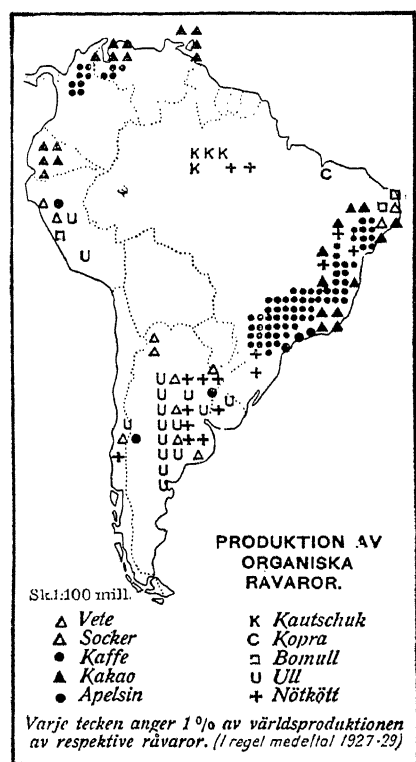 K K K
K
C
K
U
U
U U
U U
U U
U
U
U U
U U
U
U
PRODUKTION AV
ORGANISKA
RÅVAROR.
Sk.1:100 mill.
Vete
Socker
Kaffe
Kakao
Apelsin
K Kautschuk
C Kopra
Bomull
U Ull
+ Nötkött
Varje tecken anger 1% av världsproduktionen
av respektive råvaror. (I regel medeltal 1927-29)